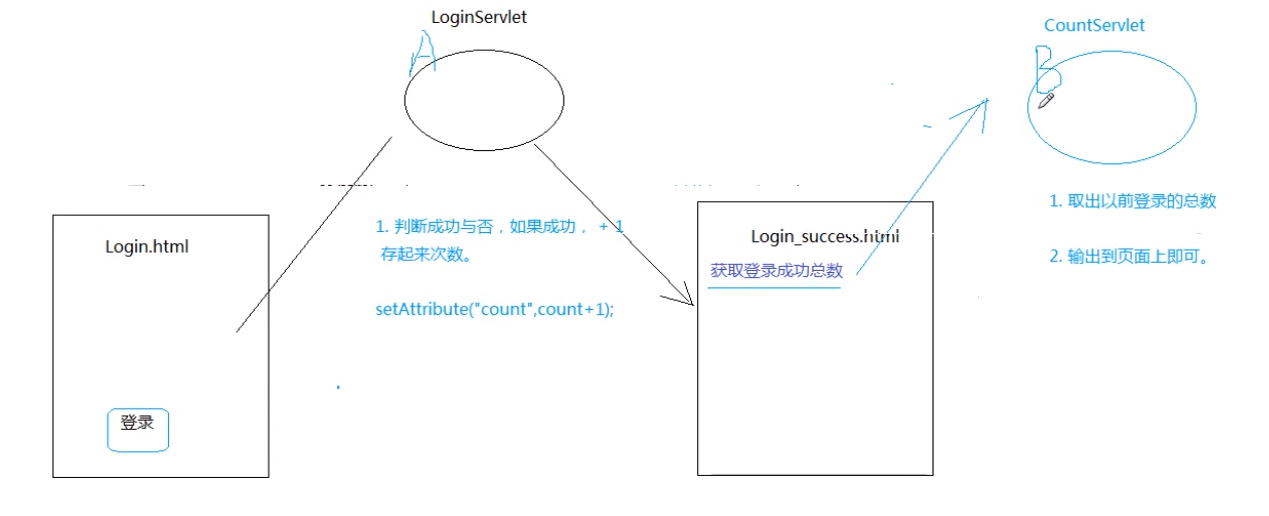 LoginServlet
CountServlet
A
B
Login.html
登录
1. 判断成功与否，如果成功， + 1
存起来次数。
setAttribute("count",count+1);
Login_success.html
获取登录成功总数
1. 取出以前登录的总数
2. 输出到页面上即可。